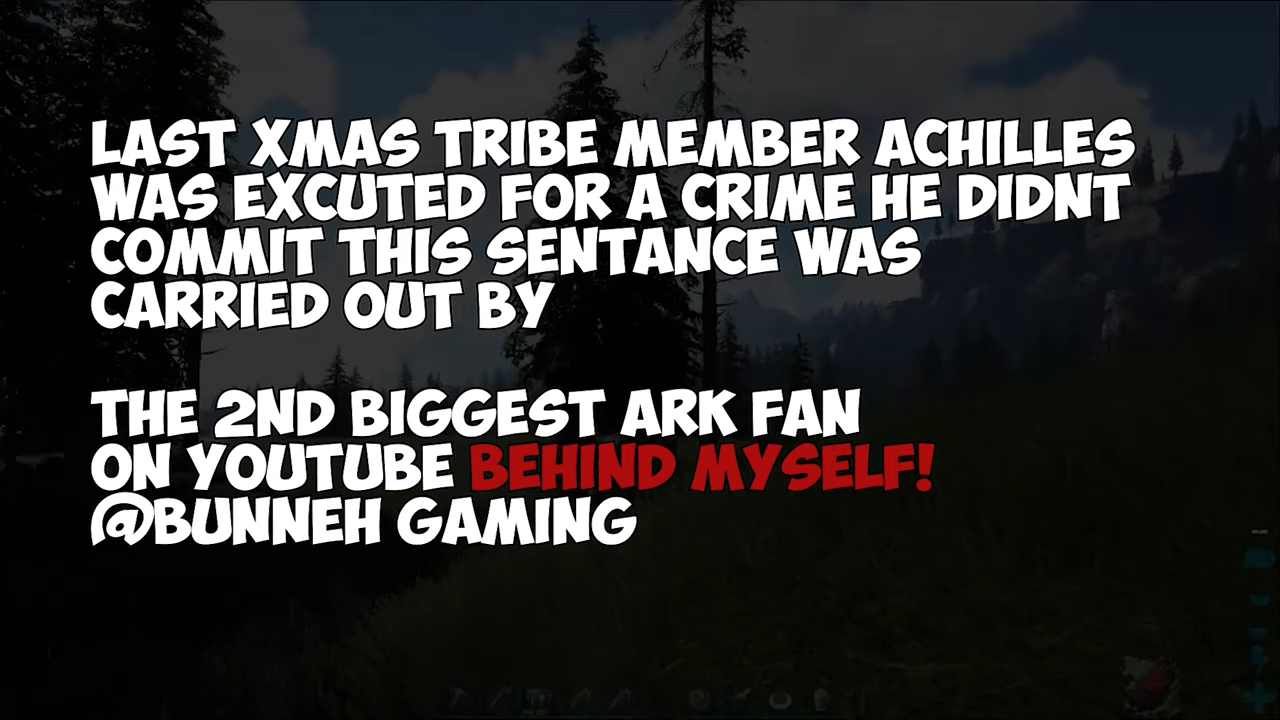 LAST XMAS TRIBE MEMBER ACHILLES
WAS EXCUTED FOR A CRIME HE DIDNT
COMMIT THIS SENTANCE WAS
CARRIED OUT BY
THE 2ND BIGGEST ARK FAN
ON YOUTUBE BEHIND MYSELF!
@BUNNEH GAMING